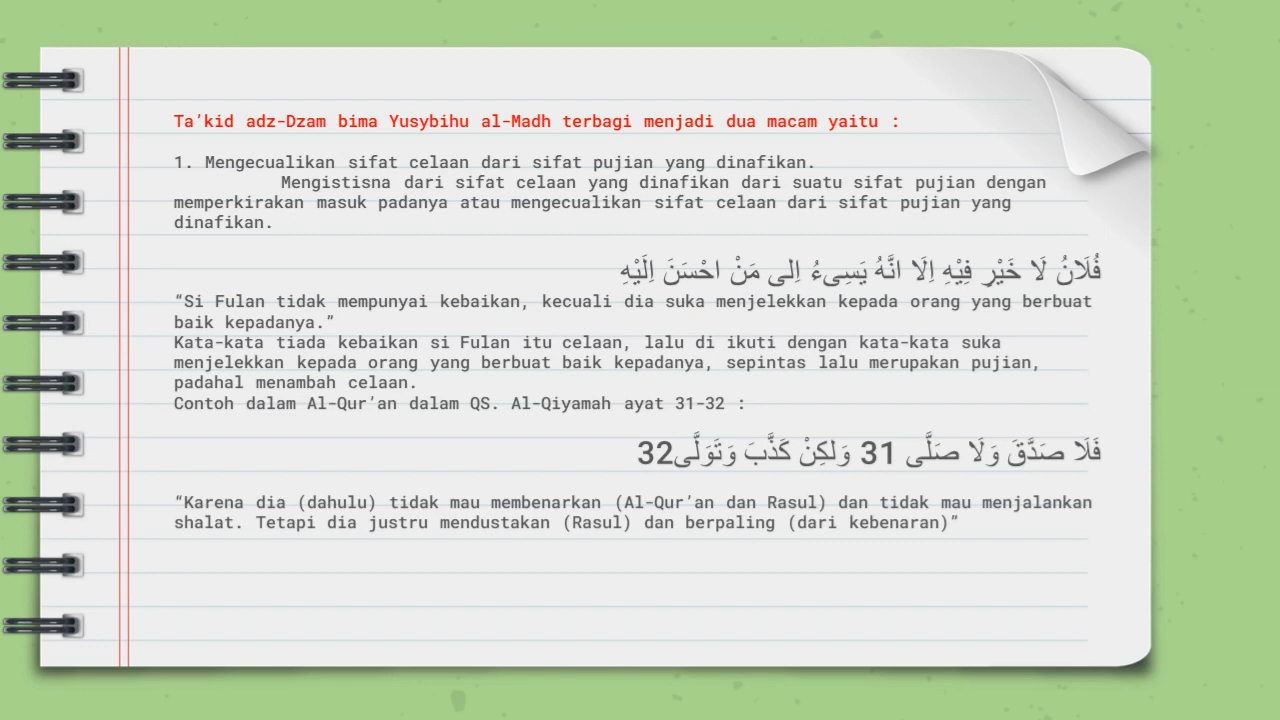 Ta’kid adz-Dzam bima Yusybihu al-Madh terbagi menjadi dua macam yaitu :
1. Mengecualikan sifat celaan dari sifat pujian yang dinafikan.
Mengistisna dari sifat celaan yang dinafikan dari suatu sifat pujian dengan
memperkirakan masuk padanya atau mengecualikan sifat celaan dari sifat pujian yang
dinafikan.
فُلَانُ لَا خَيْرِ فِيْهِ اِلَا انَّهُ يَسِىءُ اِلى مَنْ احْسَنَ اِلَيْهِ
“Si Fulan tidak mempunyai kebaikan, kecuali dia suka menjelekkan kepada orang yang berbuat
baik kepadanya.”
Kata-kata tiada kebaikan si Fulan itu celaan, lalu di ikuti dengan kata-kata suka
menjelekkan kepada orang yang berbuat baik kepadanya, sepintas lalu merupakan pujian,
padahal menambah celaan.
Contoh dalam Al-Qur’an dalam QS. Al-Qiyamah ayat 31-32 :
فَلَا صَدَّقَ وَلَا صَلَّى 31 وَلكِنْ كَذَّبَ وَتَوَلَّى32
“Karena dia (dahulu) tidak mau membenarkan (Al-Qur’an dan Rasul) dan tidak mau menjalankan
shalat. Tetapi dia justru mendustakan (Rasul) dan berpaling (dari kebenaran)”